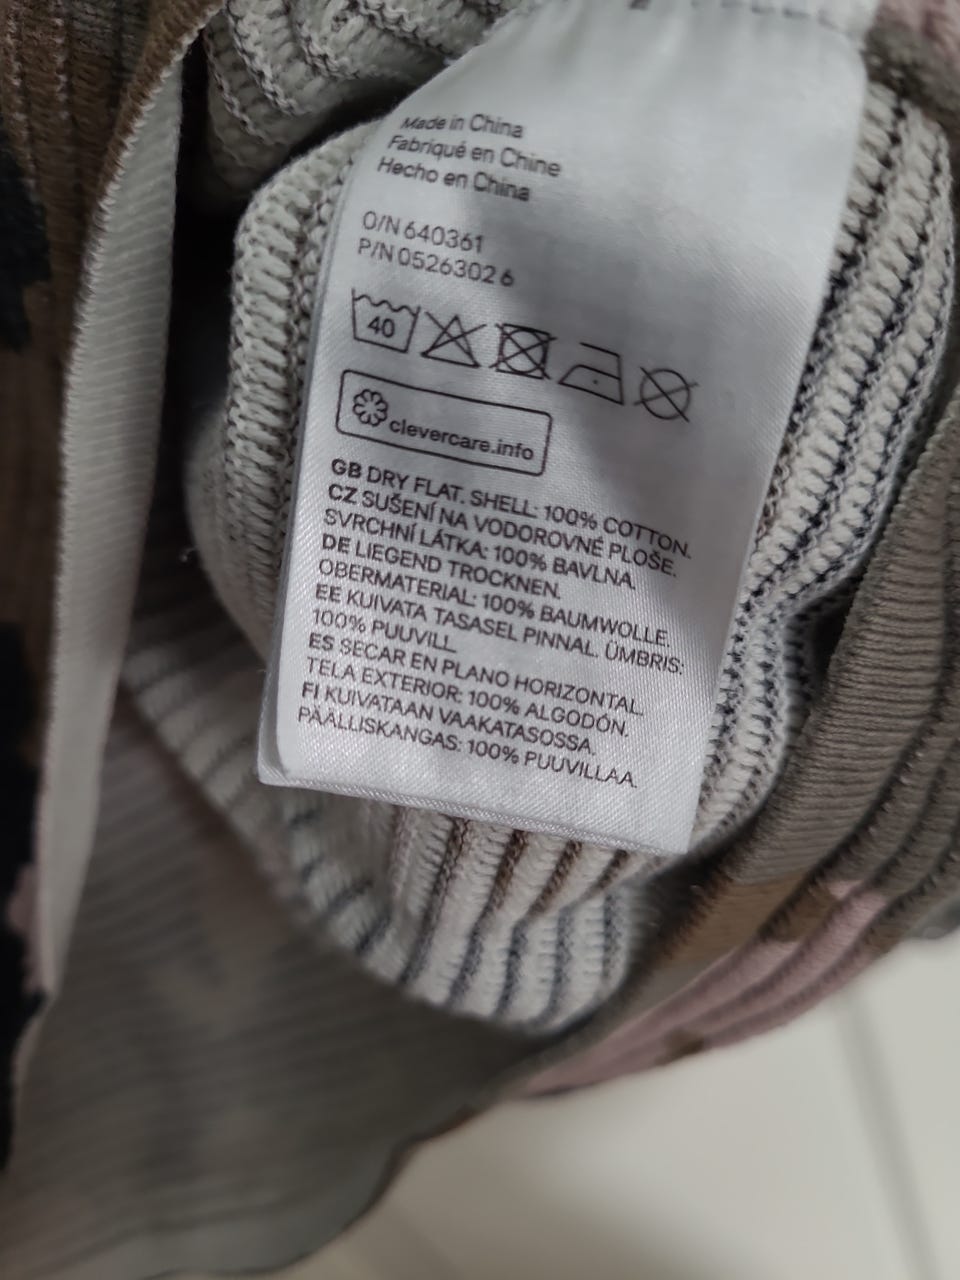 Made in China
Fabriqué en Chine
Hecho en China
O/N 640361
P/N 05263026
40
clevercare.info
GB DRY FLAT. SHELL: 100% COTTON.
CZ SUŠENÍ NA VODOROVNÉ PLOŠE.
SVRCHNÍ LÁTKA: 100% BAVLNA.
DE LIEGEND TROCKNEN.
OBERMATERIAL: 100% BAUMWOLLE.
EE KUIVATA TASASEL PINNAL. ÜMBRIS:
100% PUUVILL.
ES SECAR EN PLANO HORIZONTAL.
TELA EXTERIOR: 100% ALGODÓN.
FI KUIVATAAN VAAKATASOSSA.
PÄÄLLISKANGAS: 100% PUUVILLAA.